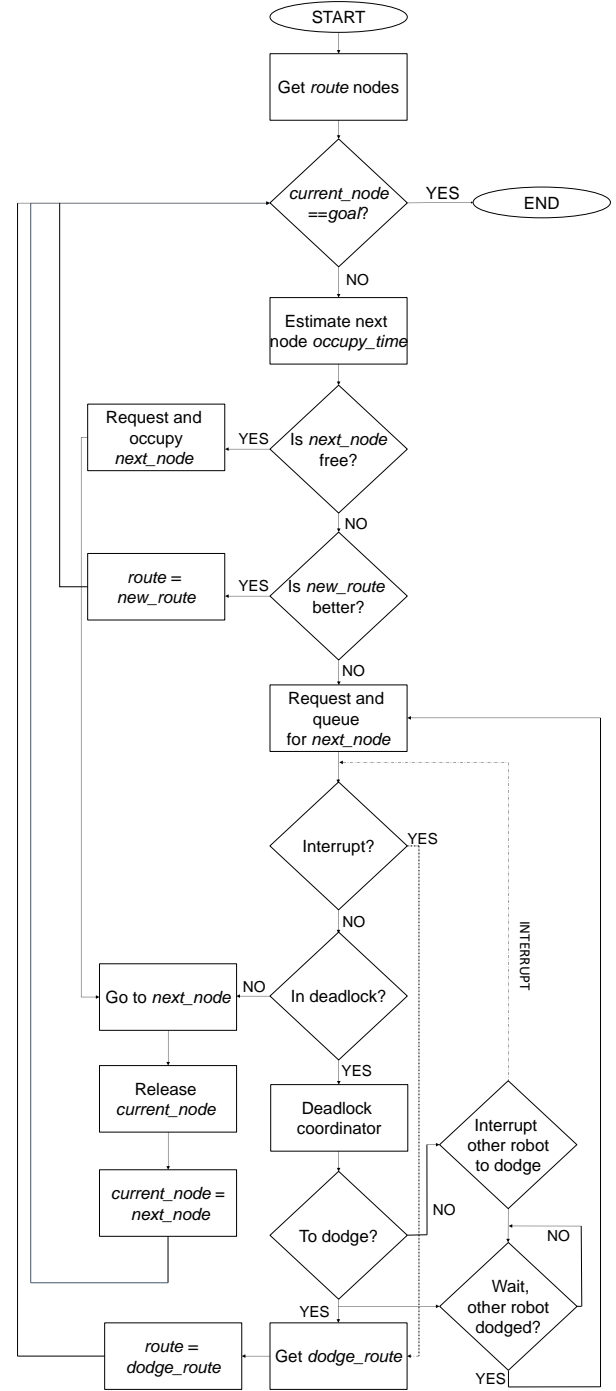 START
Get route nodes
current_node
==goal?
YES
END
NO
Estimate next
node occupy_time
Request and
occupy
next_node
YES
Is next_node
free?
NO
route =
new_route
YES
Is new_route
better?
NO
Request and
queue
for next_node
Interrupt?
YES
NO
INTERRUPT
Go to next_node
NO
In deadlock?
YES
Release
current_node
Deadlock
coordinator
Interrupt
other robot
to dodge
current_node =
next_node
To dodge?
NO
NO
Wait,
other robot
dodged?
YES
route =
dodge_route
Get dodge_route
YES